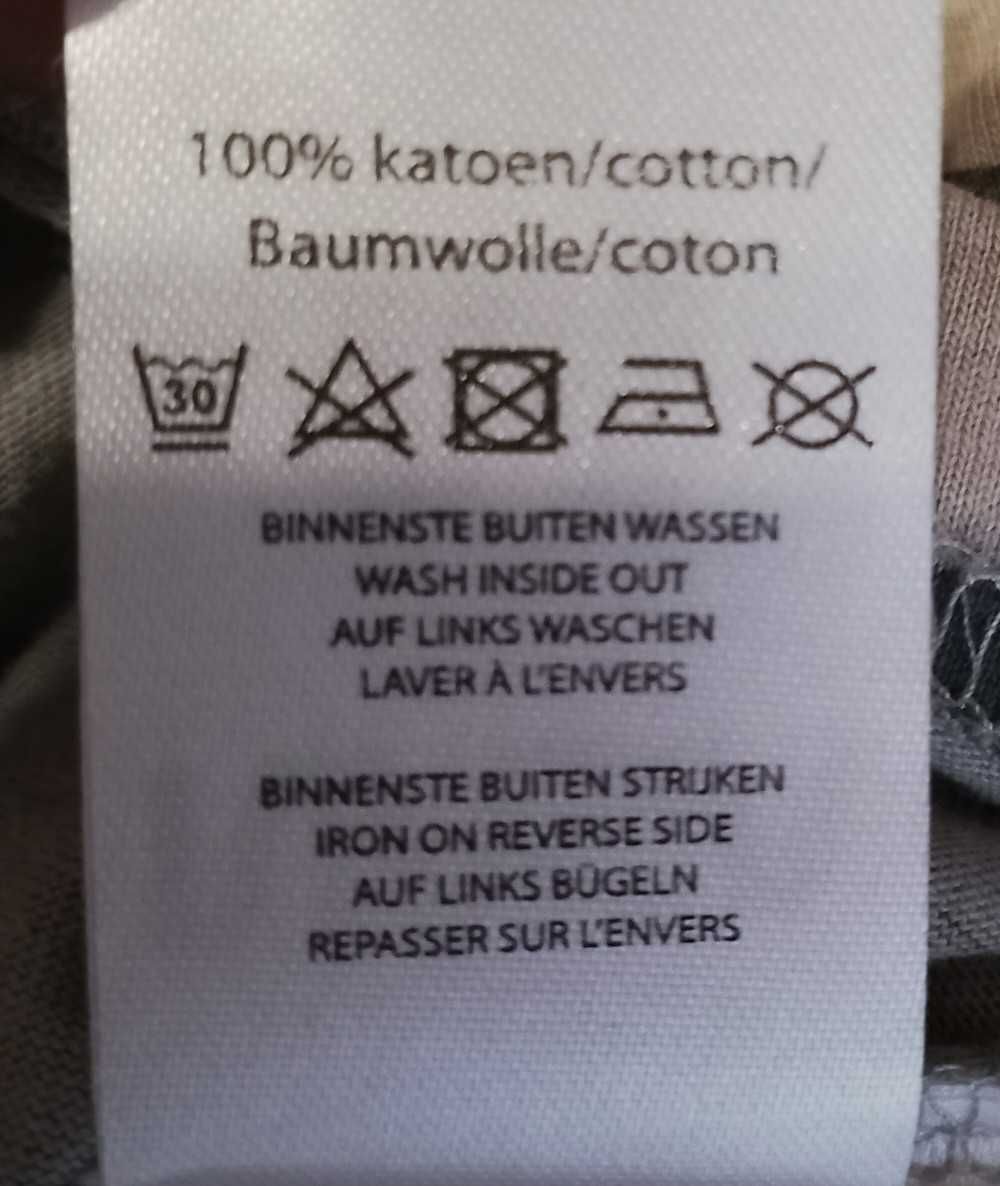 100% katoen/cotton/
Baumwolle/coton
30
BINNENSTE BUITEN WASSEN
WASH INSIDE OUT
AUF LINKS WASCHEN
LAVER À L'ENVERS
BINNENSTE BUITEN STRIJKEN
IRON ON REVERSE SIDE
AUF LINKS BÜGELN
REPASSER SUR L'ENVERS